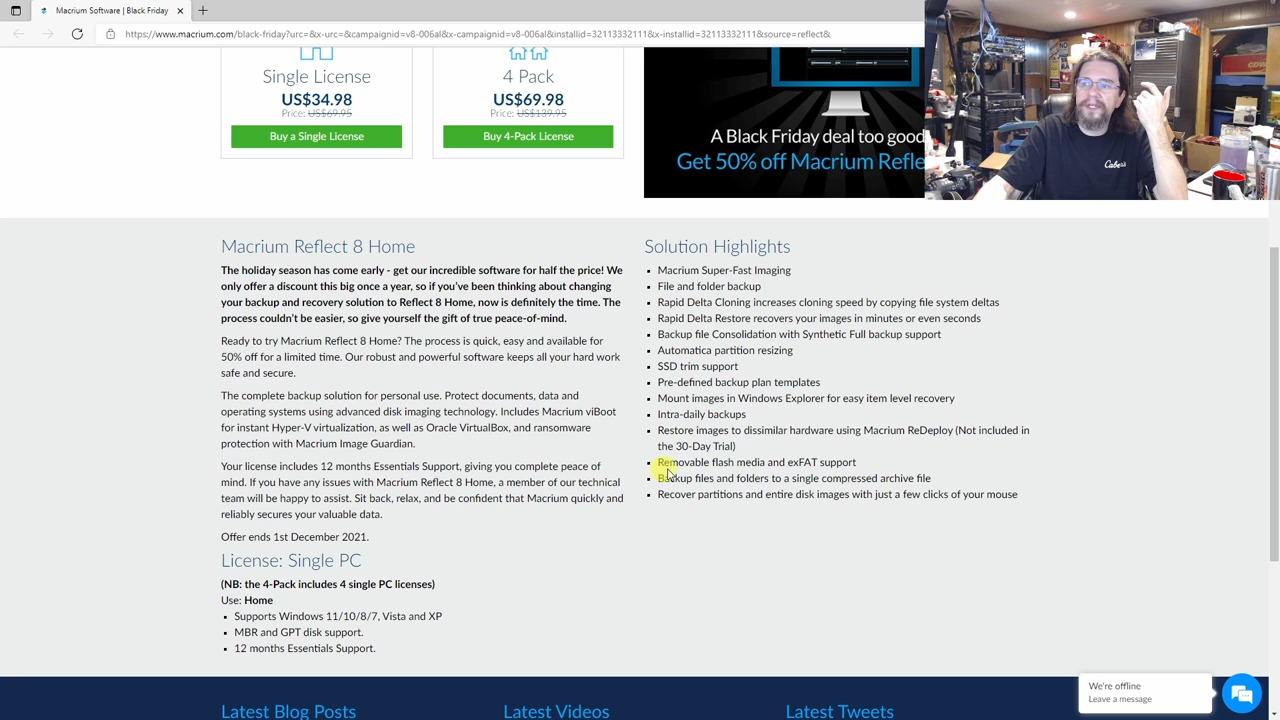 Macrium Software | Black Friday
https://www.macrium.com/black-friday?urc=&x-urc=&campaignid=v8-006al&x-campaignid=v8-006al&installid=32113332111&x-installid=32113332111&source=reflect&
Single License
US$34.98
Price: US$69.95
Buy a Single License
4 Pack
US$69.98
Price: US$139.95
Buy 4-Pack License
A Black Friday deal too good
Get 50% off Macrium Refle
Macrium Reflect 8 Home
The holiday season has come early - get our incredible software for half the price! We
only offer a discount this big once a year, so if you’ve been thinking about changing
your backup and recovery solution to Reflect 8 Home, now is definitely the time. The
process couldn’t be easier, so give yourself the gift of true peace-of-mind.
Ready to try Macrium Reflect 8 Home? The process is quick, easy and available for
50% off for a limited time. Our robust and powerful software keeps all your hard work
safe and secure.
The complete backup solution for personal use. Protect documents, data and
operating systems using advanced disk imaging technology. Includes Macrium viBoot
for instant Hyper-V virtualization, as well as Oracle VirtualBox, and ransomware
protection with Macrium Image Guardian.
Your license includes 12 months Essentials Support, giving you complete peace of
mind. If you have any issues with Macrium Reflect 8 Home, a member of our technical
team will be happy to assist. Sit back, relax, and be confident that Macrium quickly and
reliably secures your valuable data.
Offer ends 1st December 2021.
License: Single PC
(NB: the 4-Pack includes 4 single PC licenses)
Use: Home
Supports Windows 11/10/8/7, Vista and XP
MBR and GPT disk support.
12 months Essentials Support.
Solution Highlights
Macrium Super-Fast Imaging
File and folder backup
Rapid Delta Cloning increases cloning speed by copying file system deltas
Rapid Delta Restore recovers your images in minutes or even seconds
Backup file Consolidation with Synthetic Full backup support
Automatica partition resizing
SSD trim support
Pre-defined backup plan templates
Mount images in Windows Explorer for easy item level recovery
Intra-daily backups
Restore images to dissimilar hardware using Macrium ReDeploy (Not included in
the 30-Day Trial)
Removable flash media and exFAT support
Backup files and folders to a single compressed archive file
Recover partitions and entire disk images with just a few clicks of your mouse
We're offline
Leave a message
Latest Blog Posts
Latest Videos
Latest Tweets